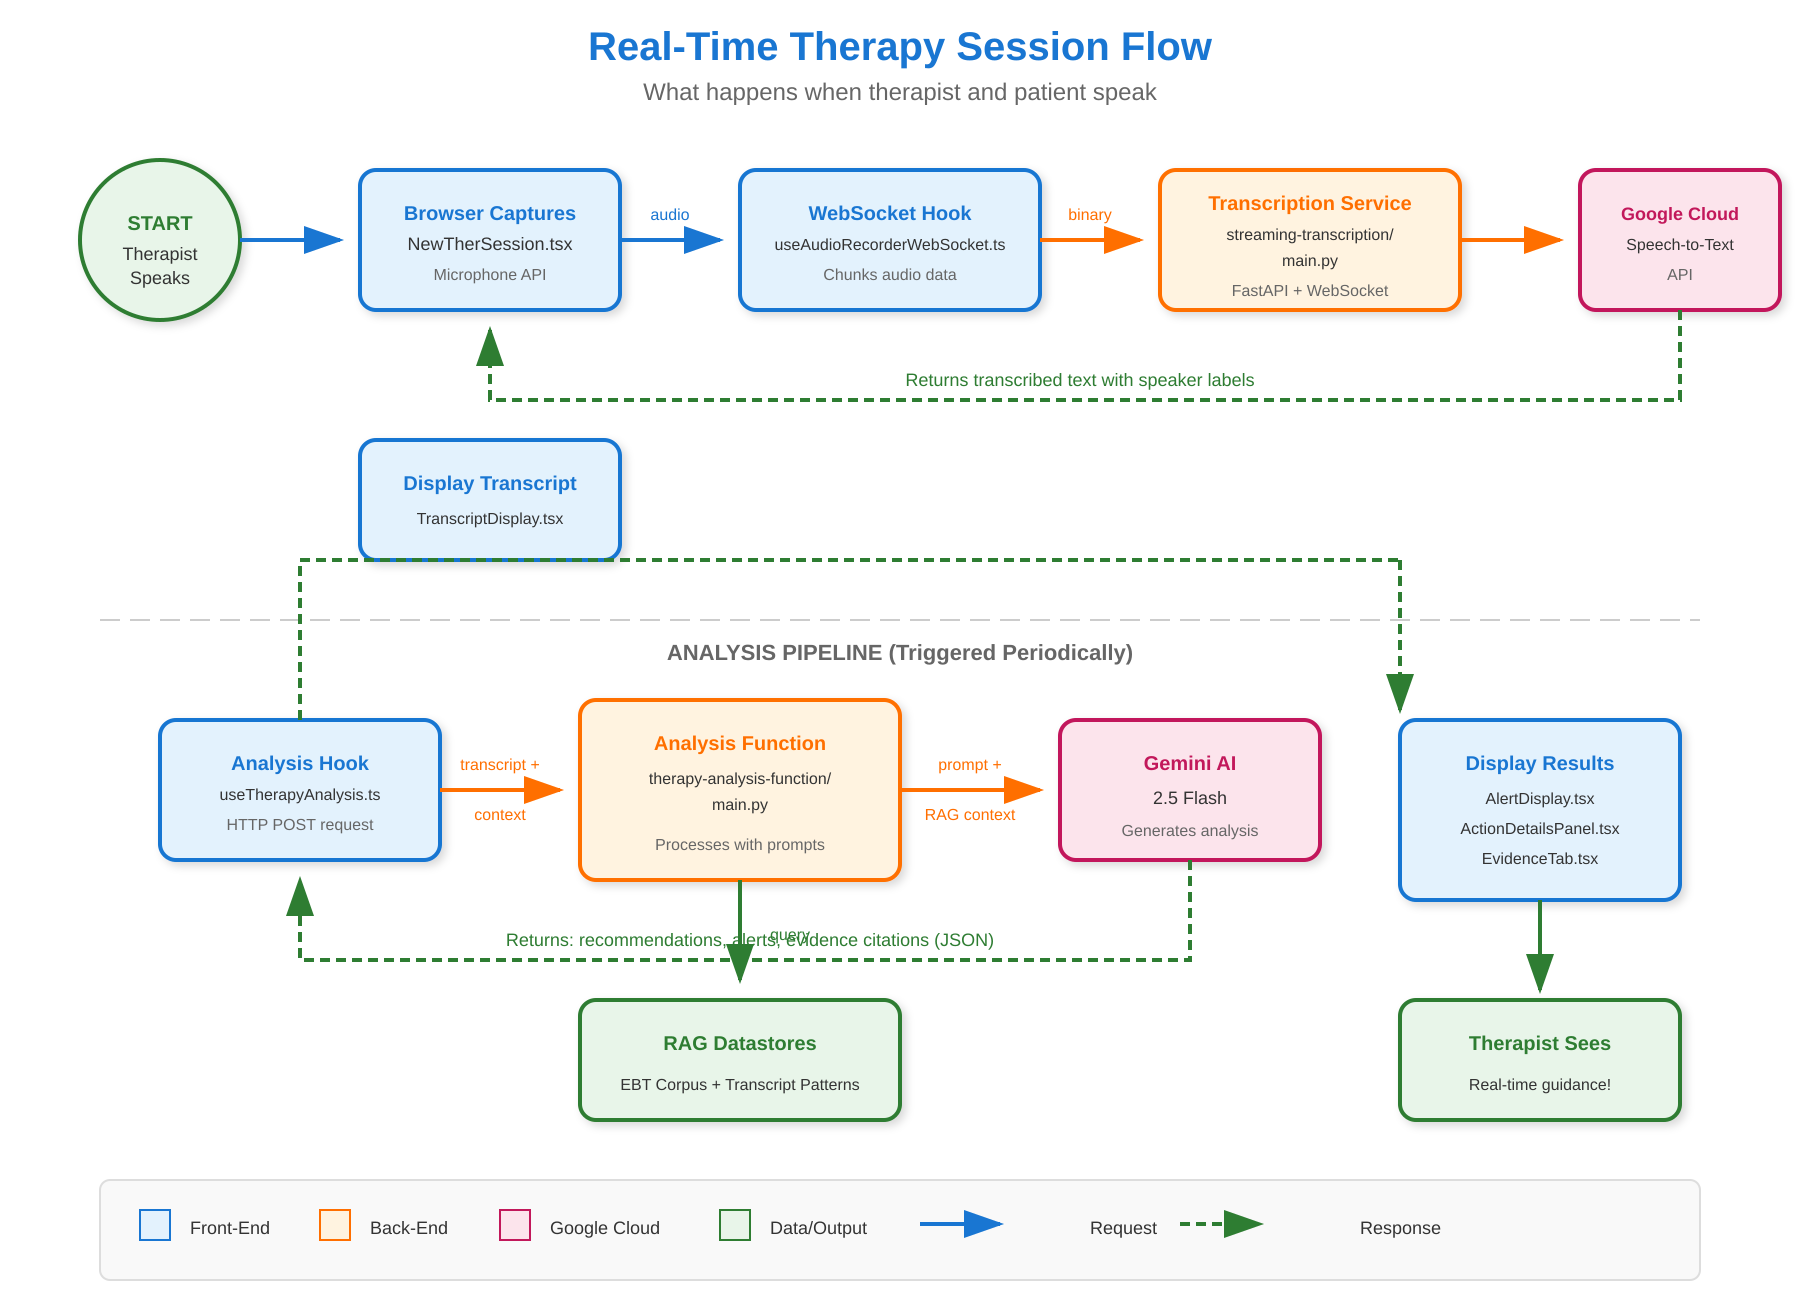 Real-Time Therapy Session Flow
What happens when therapist and patient speak
START
Therapist
Speaks
Browser Captures
NewTherSession.tsx
Microphone API
audio
WebSocket Hook
useAudioRecorderWebSocket.ts
Chunks audio data
binary
Transcription Service
streaming-transcription/
main.py
FastAPI + WebSocket
Google Cloud
Speech-to-Text
API
Returns transcribed text with speaker labels
Display Transcript
TranscriptDisplay.tsx
ANALYSIS PIPELINE (Triggered Periodically)
Analysis Hook
useTherapyAnalysis.ts
HTTP POST request
transcript +
context
Analysis Function
therapy-analysis-function/
main.py
Processes with prompts
prompt +
RAG context
Gemini AI
2.5 Flash
Generates analysis
Display Results
AlertDisplay.tsx
ActionDetailsPanel.tsx
EvidenceTab.tsx
query
Returns: recommendations, alerts, evidence citations (JSON)
RAG Datastores
EBT Corpus + Transcript Patterns
Therapist Sees
Real-time guidance!
Front-End
Back-End
Google Cloud
Data/Output
Request
Response